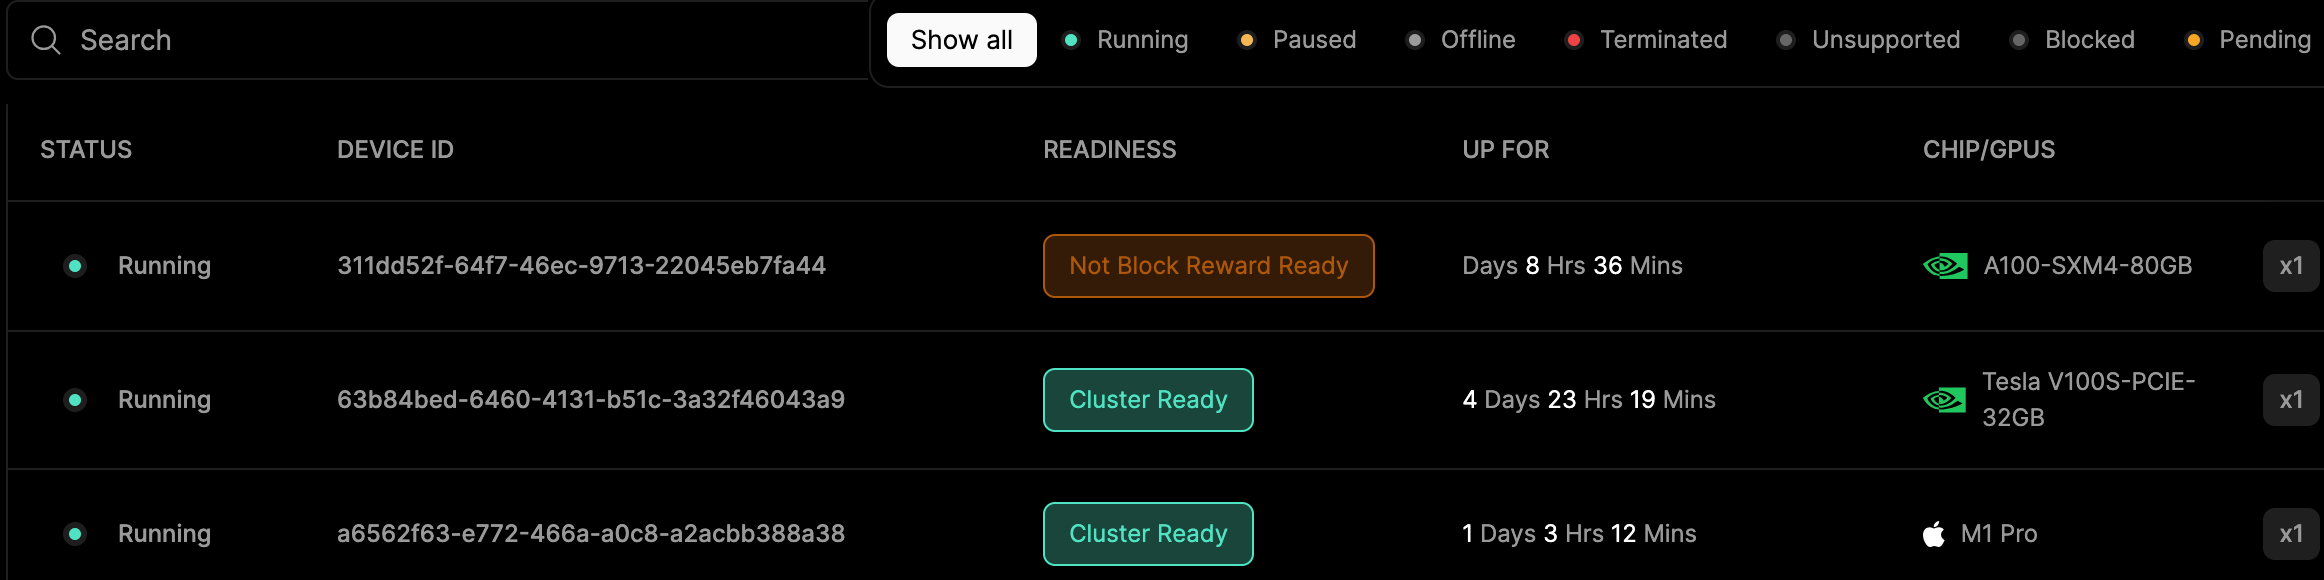 Search
Show all Running Paused Offline Terminated Unsupported Blocked Pending
STATUS DEVICE ID READINESS UP FOR CHIP/GPUS
Running 311dd52f-64f7-46ec-9713-22045eb7fa44 Not Block Reward Ready Days 8 Hrs 36 Mins A100-SXM4-80GB x1
Running 63b84bed-6460-4131-b51c-3a32f46043a9 Cluster Ready 4 Days 23 Hrs 19 Mins Tesla V100S-PCIE-
32GB x1
Running a6562f63-e772-466a-a0c8-a2acbb388a38 Cluster Ready 1 Days 3 Hrs 12 Mins M1 Pro x1